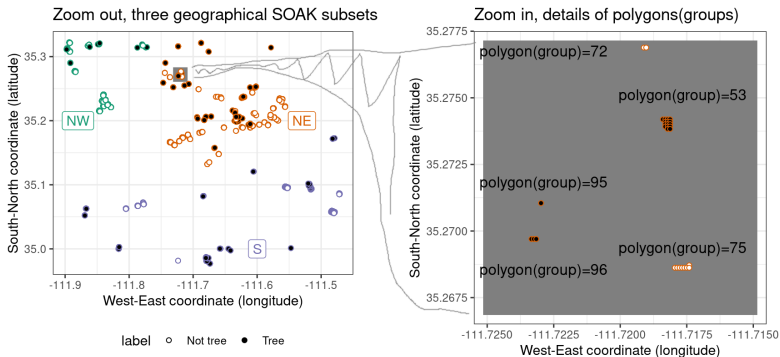 Zoom out, three geographical SOAK subsets
South-North coordinate (latitude)
35.3
35.2
35.1
35.0
NW
NE
S
-111.9
-111.8
-111.7
-111.6
-111.5
West-East coordinate (longitude)
label
Not tree
Tree
Zoom in, details of polygons(groups)
South-North coordinate (latitude)
35.2775
35.2750
35.2725
35.2700
35.2675
polygon(group)=72
polygon(group)=53
polygon(group)=95
polygon(group)=75
polygon(group)=96
-111.7250
-111.7225
-111.7200
-111.7175
-111.7150
West-East coordinate (longitude)